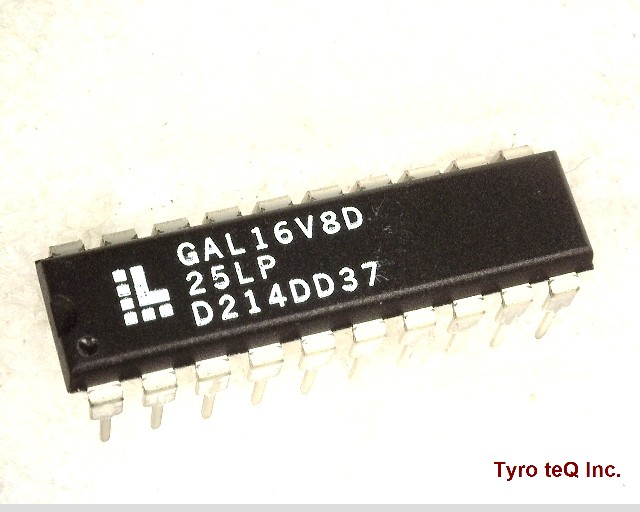 GAL16V8D
25LP
D214DD37
Tyro teQ Inc.